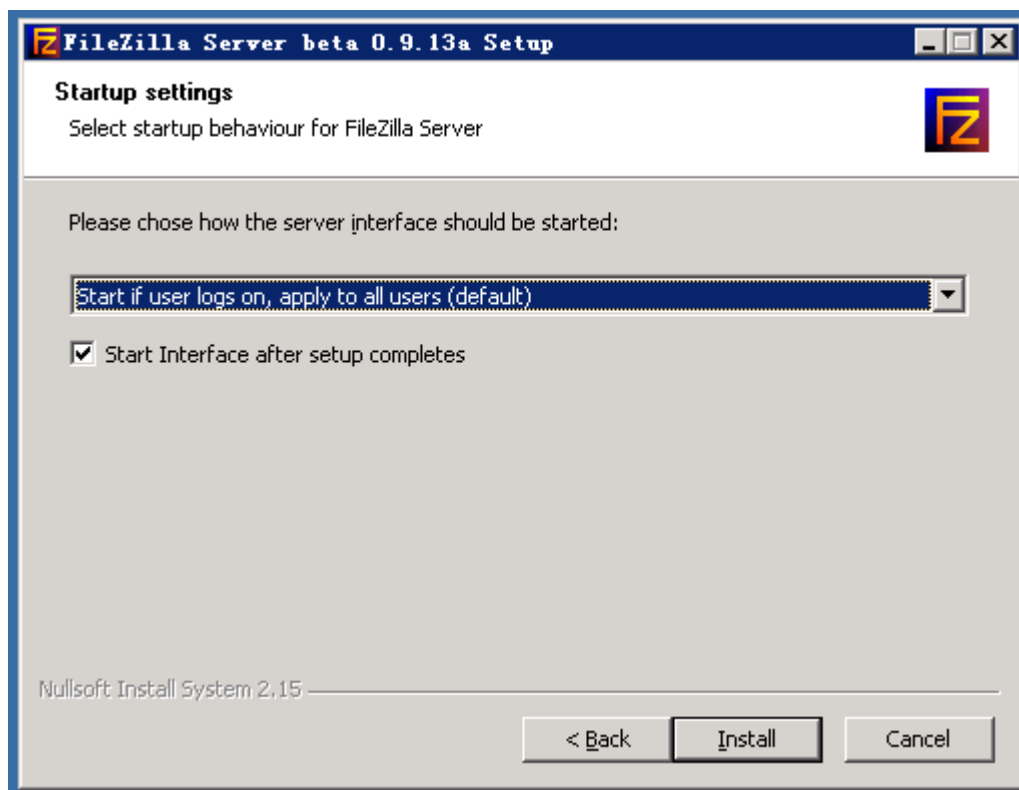 FileZilla Server beta 0.9.13a Setup
Startup settings
Select startup behaviour for FileZilla Server
FZ
Please chose how the server interface should be started:
Start if user logs on, apply to all users (default)
Start Interface after setup completes
Nullsoft Install System 2.15
< Back
Install
Cancel